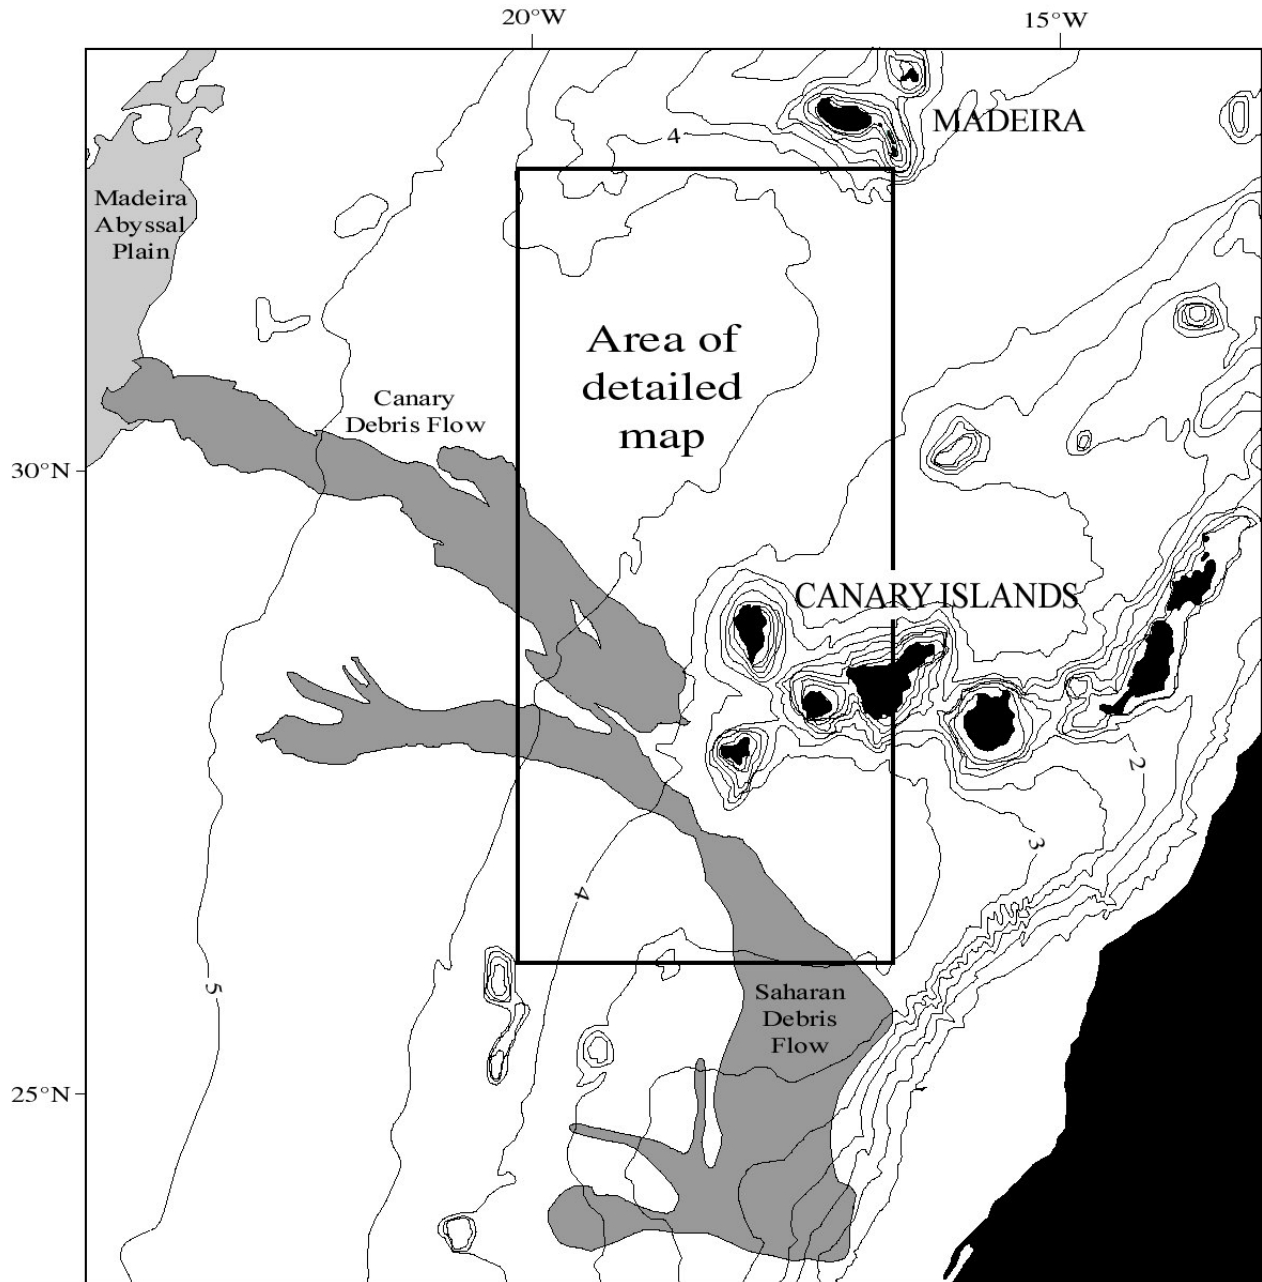 20°W
15°W
MADEIRA
4
Madeira
Abyssal
Plain
Area of
detailed
map
Canary
Debris Flow
30°N
CANARY ISLANDS
2
3
4
5
Saharan
Debris
Flow
25°N